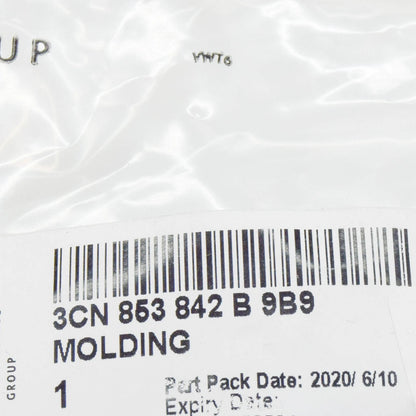 UP
VWT6
3CN 853 842 B 9B9
MOLDING
1
Part Pack Date: 2020/ 6/10
Expiry Date:
GROUP